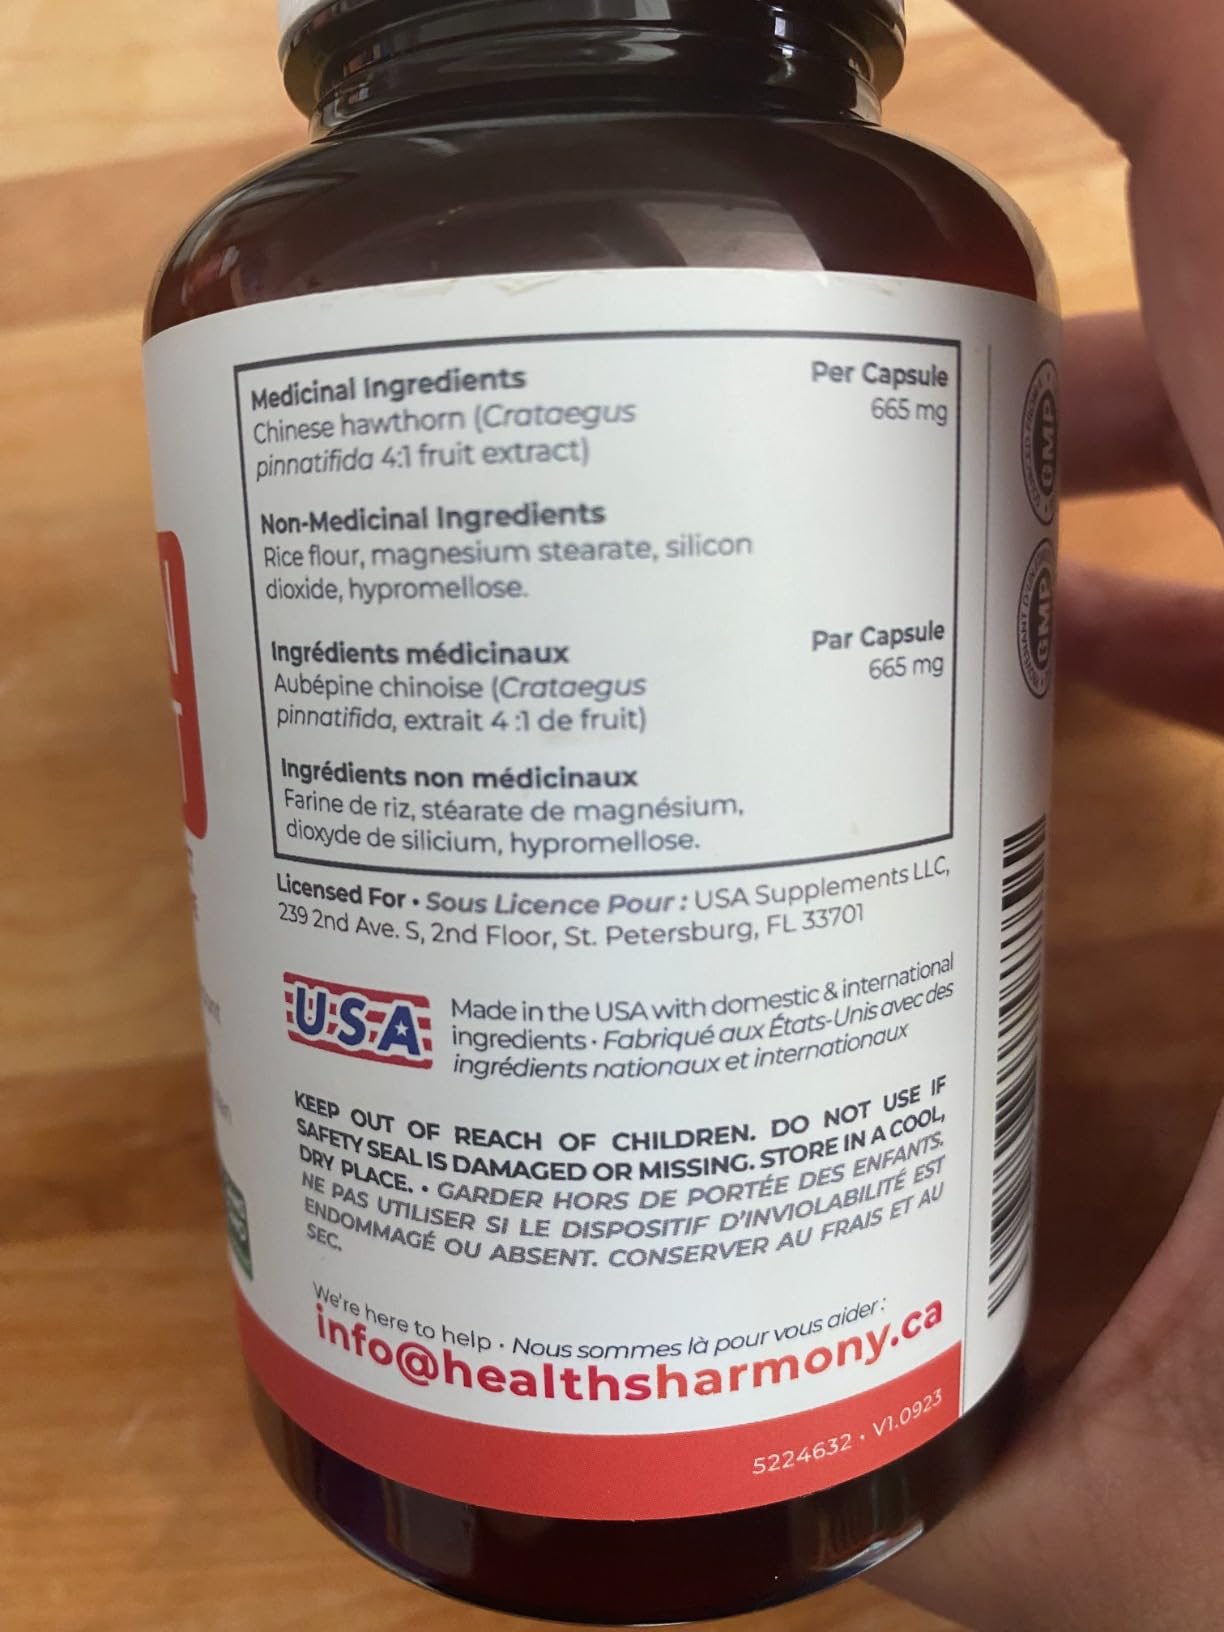 Medicinal Ingredients
Per Capsule
Chinese hawthorn (Crataegus
665 mg
pinnatifida 4:1 fruit extract)
Non-Medicinal Ingredients
Rice flour, magnesium stearate, silicon
dioxide, hypromellose.
Ingrédients médicinaux
Par Capsule
Aubépine chinoise (Crataegus
665 mg
pinnatifida, extrait 4 :1 de fruit)
Ingrédients non médicinaux
Farine de riz, stéarate de magnésium,
dioxyde de silicium, hypromellose.
Licensed For • Sous Licence Pour : USA Supplements LLC,
239 2nd Ave. S, 2nd Floor, St. Petersburg, FL 33701
USA
Made in the USA with domestic & international
ingredients • Fabriqué aux États-Unis avec des
ingrédients nationaux et internationaux
KEEP OUT OF REACH OF CHILDREN. DO NOT USE IF
SAFETY SEAL IS DAMAGED OR MISSING. STORE IN A COOL,
DRY PLACE. • GARDER HORS DE PORTÉE DES ENFANTS.
NE PAS UTILISER SI LE DISPOSITIF D'INVIOLABILITÉ EST
ENDOMMAGÉ OU ABSENT. CONSERVER AU FRAIS ET AU
SEC.
We're here to help • Nous sommes là pour vous aider :
info@healthsharmony.ca
5224632 • V1.0923
GMP
GMP